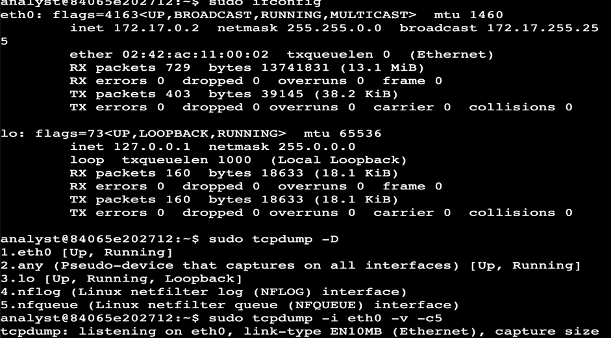 analyst@84065e202712:~$ sudo ifconfig
eth0: flags=4163<UP,BROADCAST,RUNNING,MULTICAST>  mtu 1460
        inet 172.17.0.2  netmask 255.255.0.0  broadcast 172.17.255.25
5
        ether 02:42:ac:11:00:02  txqueuelen 0  (Ethernet)
        RX packets 729  bytes 13741831 (13.1 MiB)
        RX errors 0  dropped 0  overruns 0  frame 0
        TX packets 403  bytes 39145 (38.2 KiB)
        TX errors 0  dropped 0 overruns 0  carrier 0  collisions 0
lo: flags=73<UP,LOOPBACK,RUNNING>  mtu 65536
        inet 127.0.0.1  netmask 255.0.0.0
        loop  txqueuelen 1000  (Local Loopback)
        RX packets 160  bytes 18633 (18.1 KiB)
        RX errors 0  dropped 0  overruns 0  frame 0
        TX packets 160  bytes 18633 (18.1 KiB)
        TX errors 0  dropped 0 overruns 0  carrier 0  collisions 0
analyst@84065e202712:~$ sudo tcpdump -D
1.eth0 [Up, Running]
2.any (Pseudo-device that captures on all interfaces) [Up, Running]
3.lo [Up, Running, Loopback]
4.nflog (Linux netfilter log (NFLOG) interface)
5.nfqueue (Linux netfilter queue (NFQUEUE) interface)
analyst@84065e202712:~$ sudo tcpdump -i eth0 -v -c5
tcpdump: listening on eth0, link-type EN10MB (Ethernet), capture size